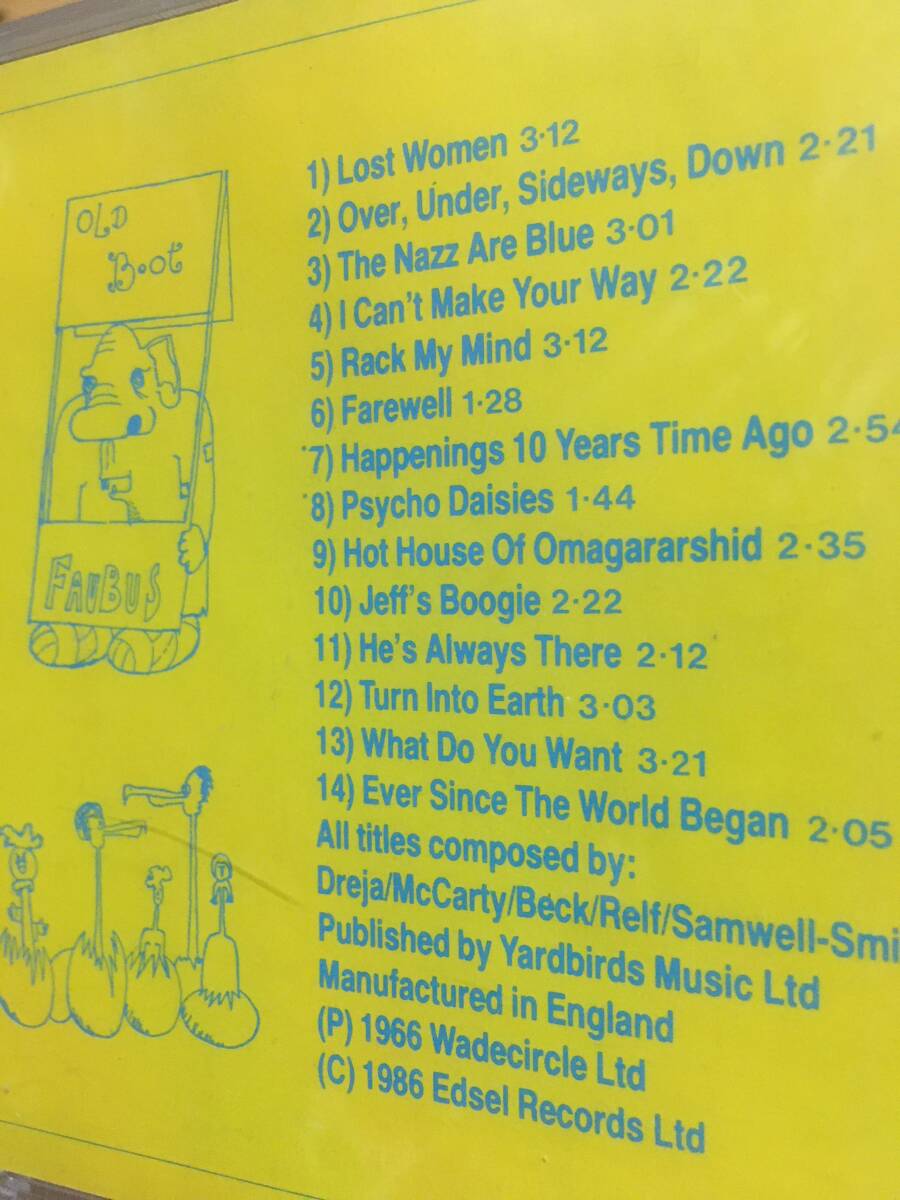 OLD
Boot
FAUBUS
1) Lost Women 3·12
2) Over, Under, Sideways, Down 2·21
3) The Nazz Are Blue 3·01
4) I Can't Make Your Way 2·22
5) Rack My Mind 3·12
6) Farewell 1·28
7) Happenings 10 Years Time Ago 2·54
8) Psycho Daisies 1·44
9) Hot House Of Omagararshid 2·35
10) Jeff's Boogie 2·22
11) He's Always There 2·12
12) Turn Into Earth 3·03
13) What Do You Want 3·21
14) Ever Since The World Began 2·05
All titles composed by:
Dreja/McCarty/Beck/Relf/Samwell-Smi
Published by Yardbirds Music Ltd
Manufactured in England
(P) 1966 Wadecircle Ltd
(C) 1986 Edsel Records Ltd